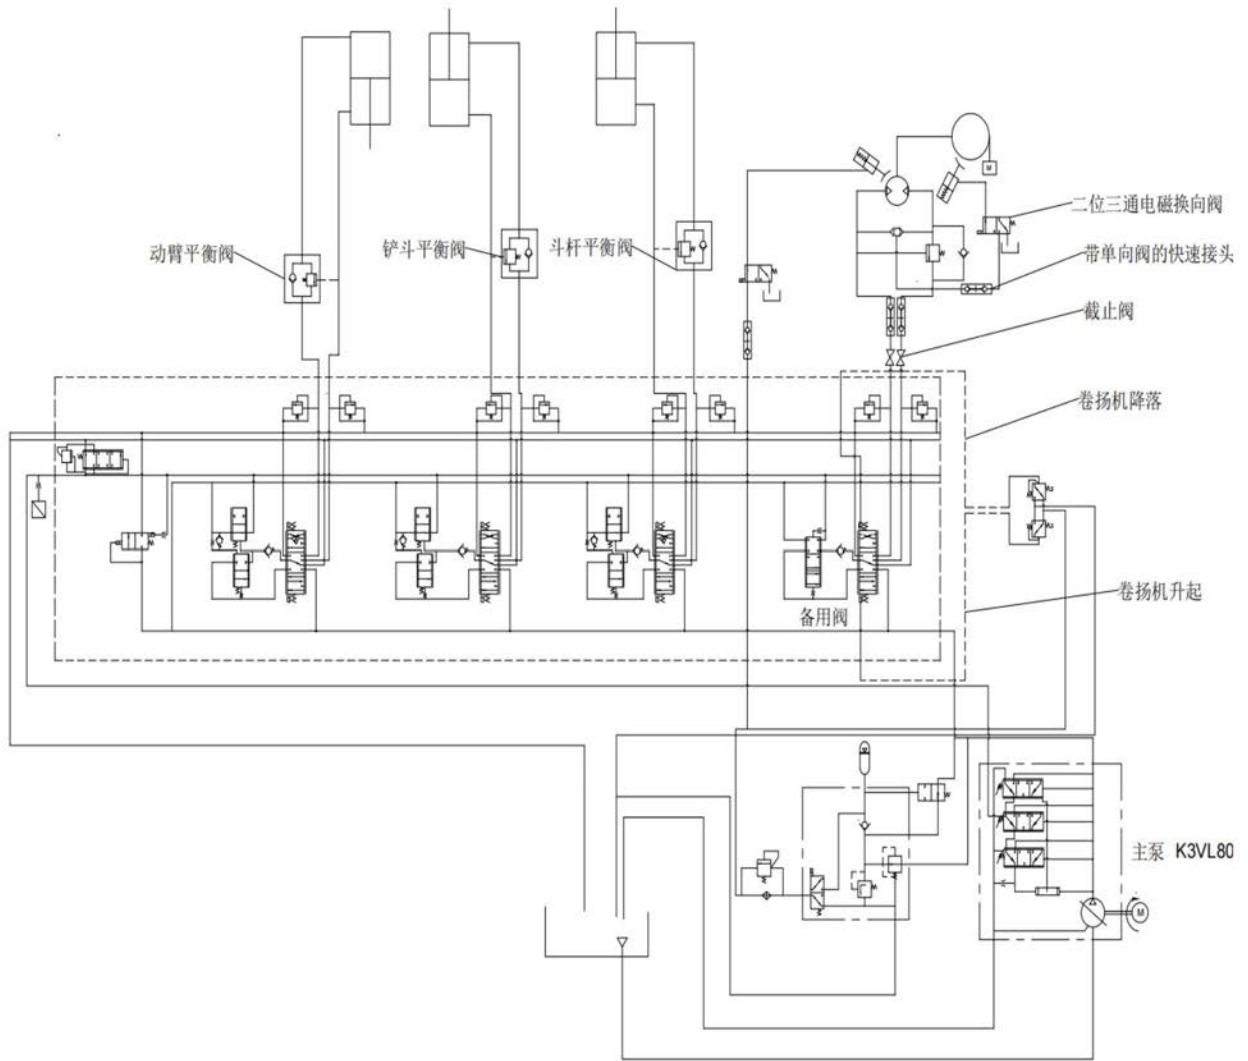 二位三通电磁换向阀
动臂平衡阀
铲斗平衡阀
斗杆平衡阀
带单向阀的快速接头
截止阀
卷扬机降落
卷扬机升起
备用阀
主泵 K3VL80
M
M